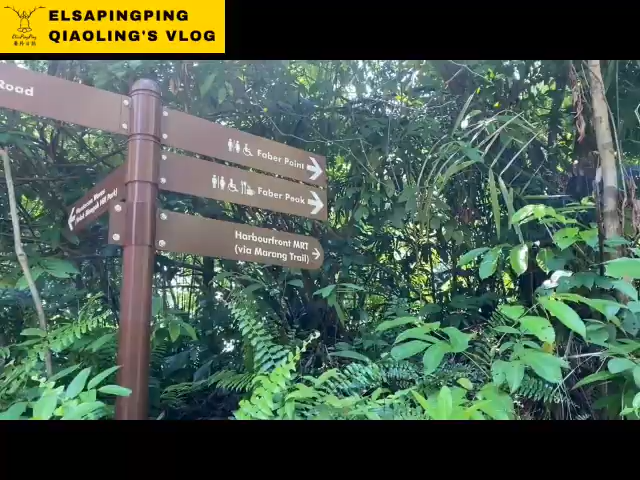 ELSAPINGPING
QIAOLING'S VLOG
Road
Faber Point
Faber Peak
Harbourfront MRT
(via Marang Trail)